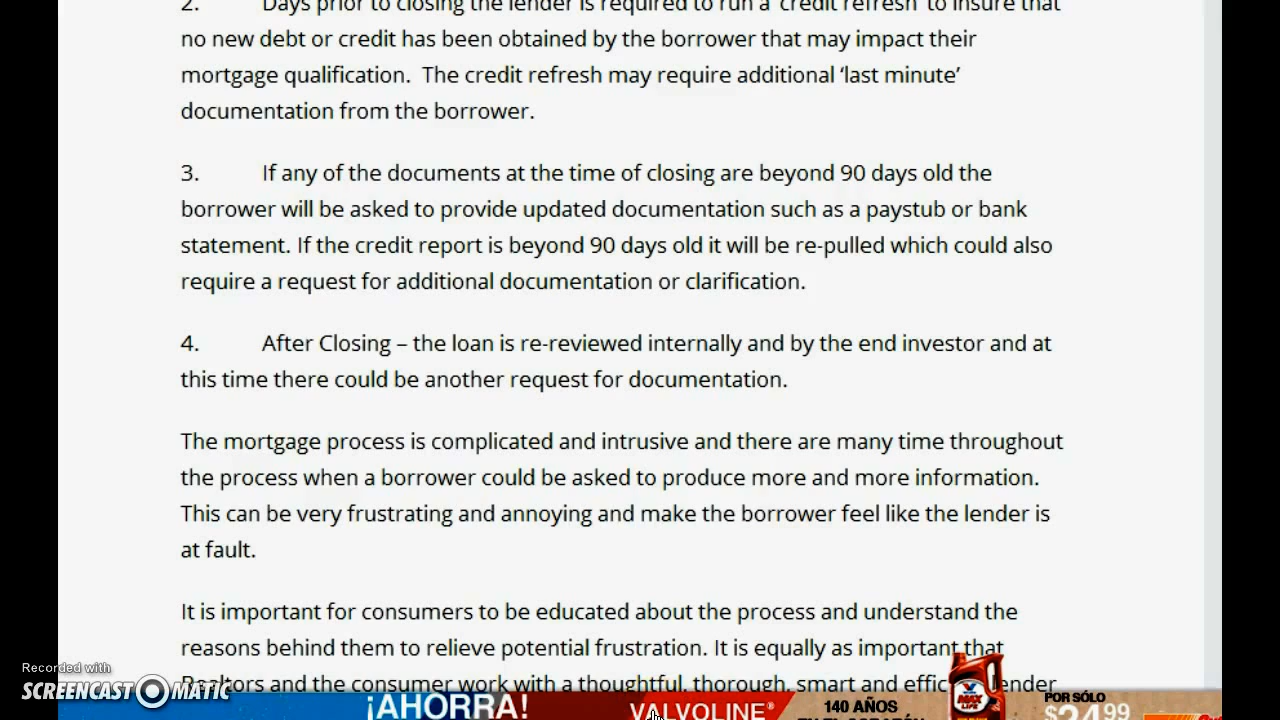 2. Days prior to closing the lender is required to run a 'credit refresh' to insure that
no new debt or credit has been obtained by the borrower that may impact their
mortgage qualification.  The credit refresh may require additional ‘last minute’
documentation from the borrower.
3. If any of the documents at the time of closing are beyond 90 days old the
borrower will be asked to provide updated documentation such as a paystub or bank
statement. If the credit report is beyond 90 days old it will be re-pulled which could also
require a request for additional documentation or clarification.
4. After Closing – the loan is re-reviewed internally and by the end investor and at
this time there could be another request for documentation.
The mortgage process is complicated and intrusive and there are many time throughout
the process when a borrower could be asked to produce more and more information.
This can be very frustrating and annoying and make the borrower feel like the lender is
at fault.
It is important for consumers to be educated about the process and understand the
reasons behind them to relieve potential frustration. It is equally as important that
Realtors and the consumer work with a thoughtful, thorough, smart and effic lender
Recorded with
SCREENCAST O MATIC
¡AHORRA!
VALVOLINE®
140 AÑOS
EN EL CORAZÓN
MAX LIFE
POR SÓLO
$24.99